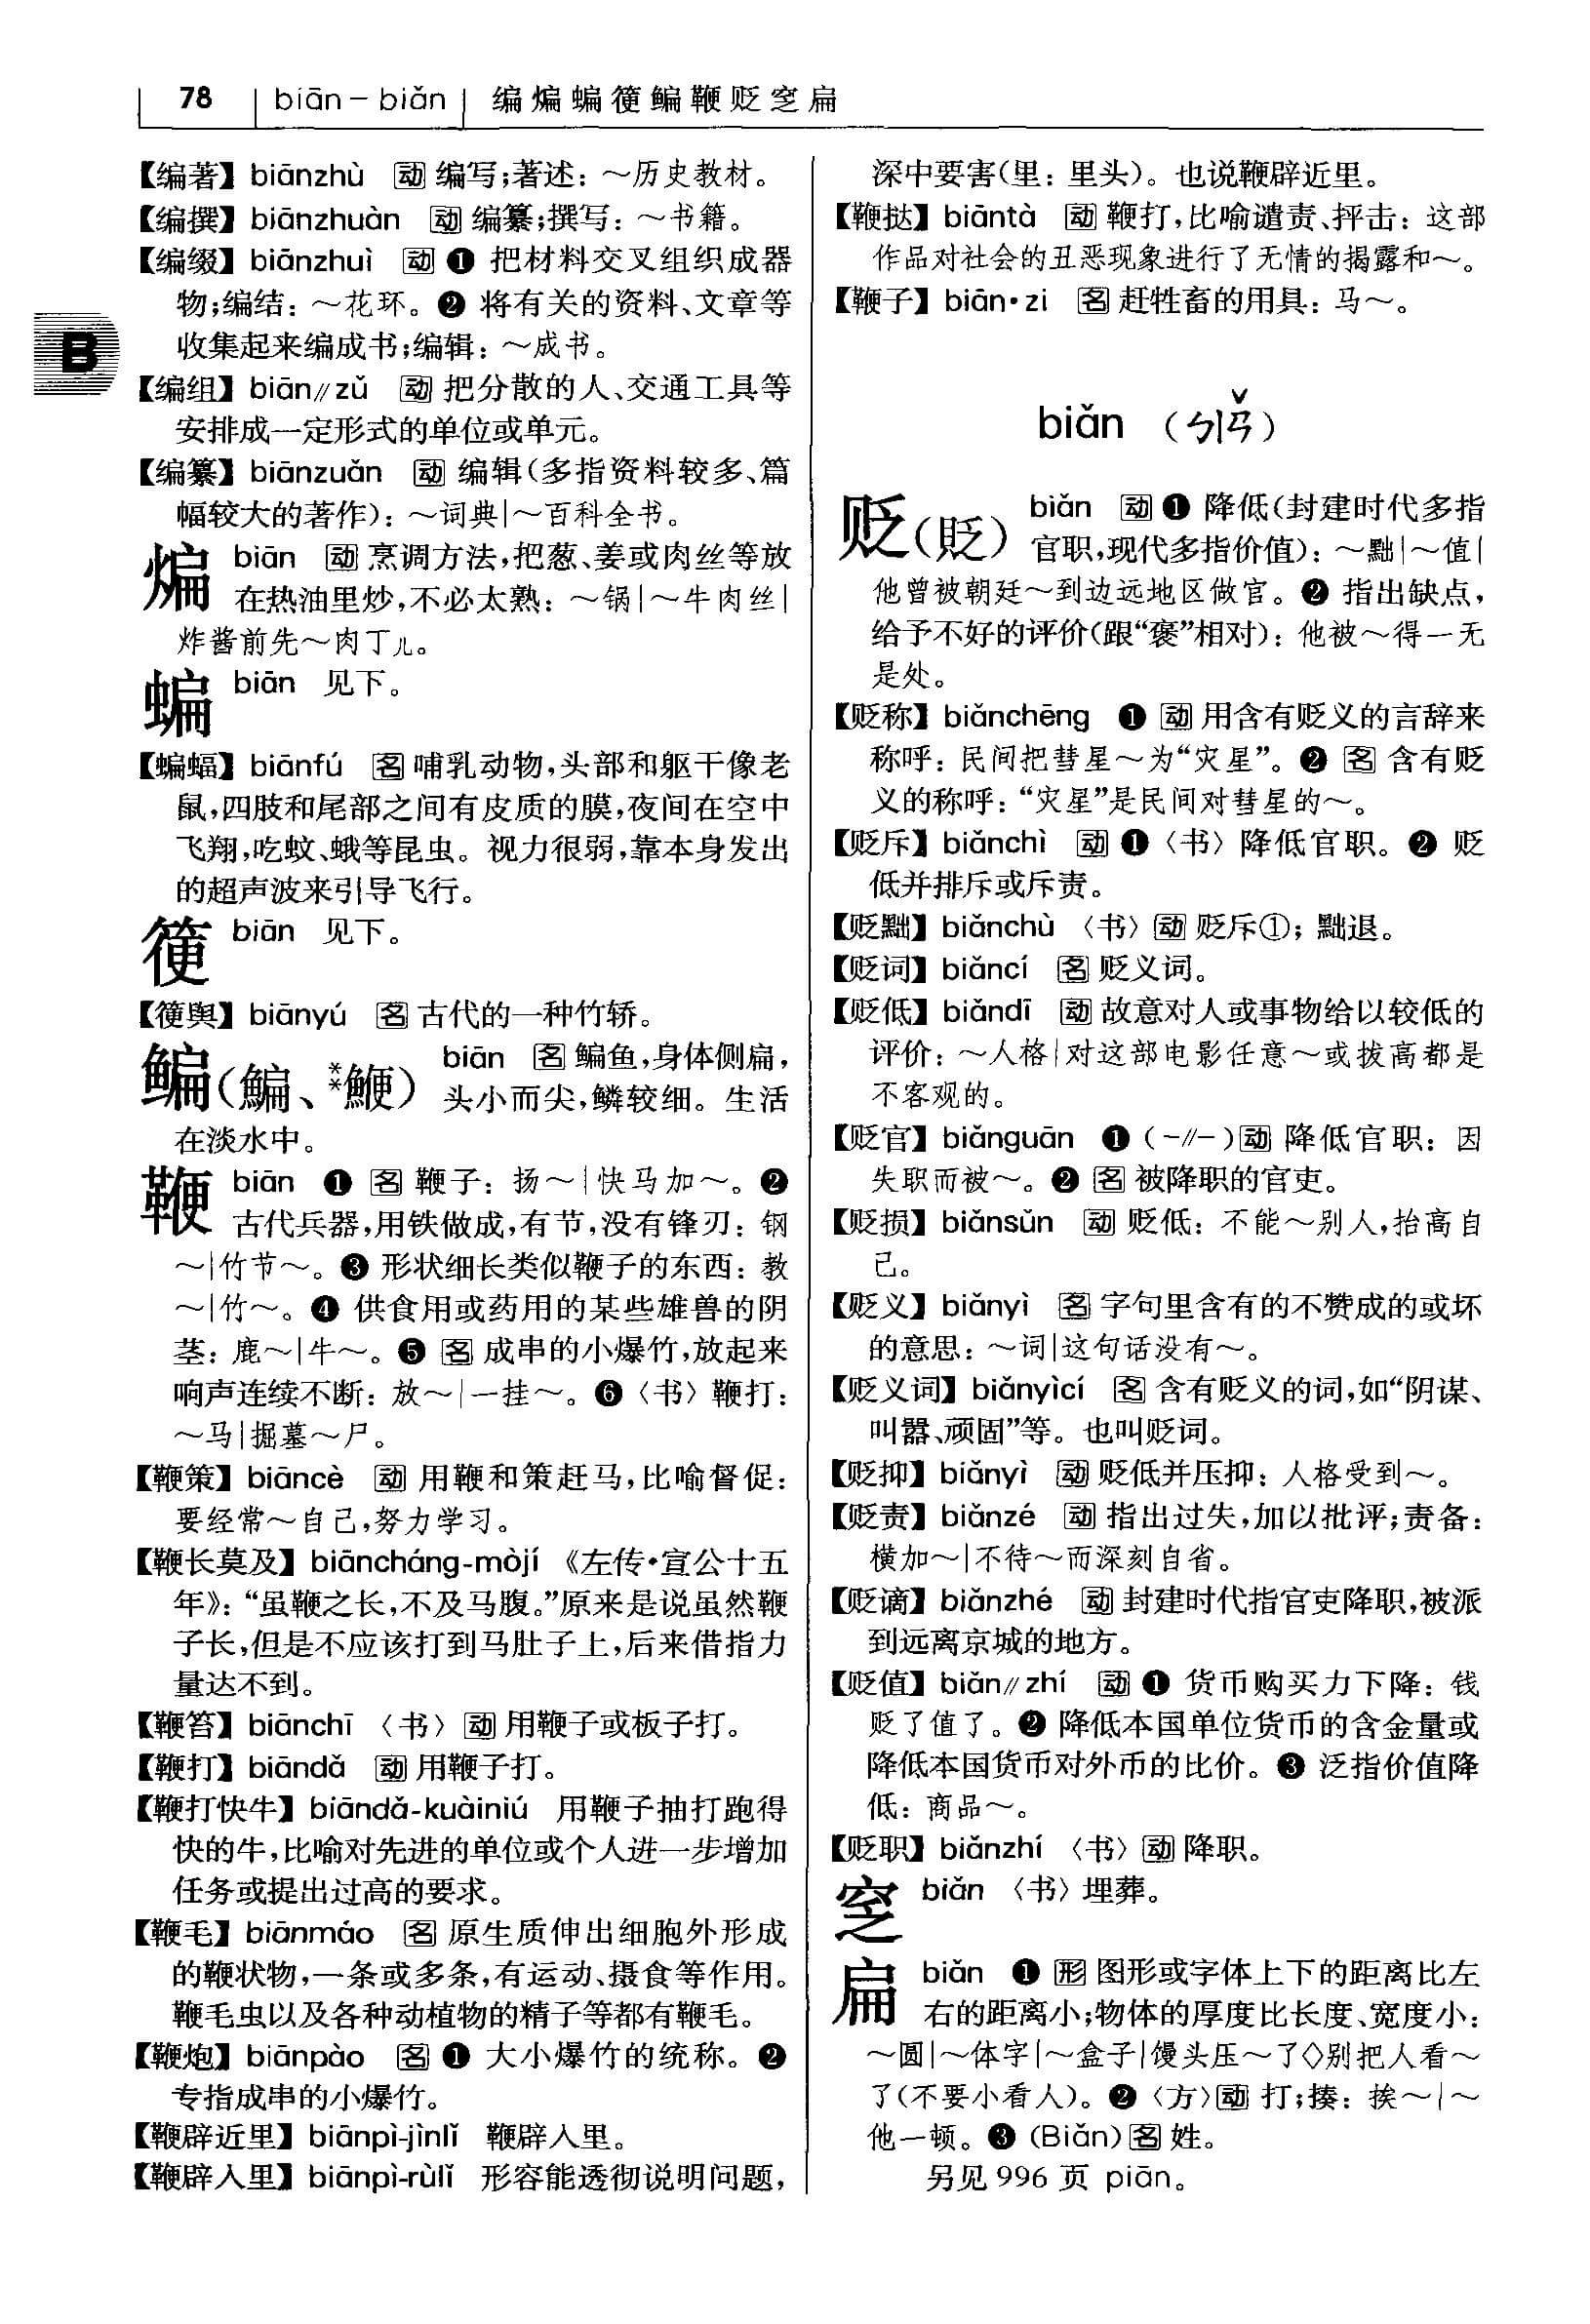 78 biān－biǎn 编煸蝙箯鳊鞭贬窆扁
【编著】 biānzhù 动 编写;著述：～历史教材。
【编撰】 biānzhuàn 动 编纂;撰写：～书籍。
【编缀】 biānzhuì 动 ❶ 把材料交叉组织成器
物;编结：～花环。❷ 将有关的资料、文章等
收集起来编成书;编辑：～成书。
B
【编组】 biān∥zǔ 动 把分散的人、交通工具等
安排成一定形式的单位或单元。
【编纂】 biānzuǎn 动 编辑(多指资料较多、篇
幅较大的著作)：～词典|～百科全书。
煸 biān 动 烹调方法,把葱、姜或肉丝等放
在热油里炒,不必太熟：～锅|～牛肉丝|
炸酱前先～肉丁儿。
蝙 biān 见下。
【蝙蝠】 biānfú 名 哺乳动物,头部和躯干像老
鼠,四肢和尾部之间有皮质的膜,夜间在空中
飞翔,吃蚊、蛾等昆虫。视力很弱,靠本身发出
的超声波来引导飞行。
箯 biān 见下。
【箯舆】 biānyú 名 古代的一种竹轿。
鳊(鯿、**鯾) biān 名 鳊鱼,身体侧扁,
头小而尖,鳞较细。生活
在淡水中。
鞭 biān ❶ 名 鞭子：扬～|快马加～。❷
古代兵器,用铁做成,有节,没有锋刃：钢
～|竹节～。❸ 形状细长类似鞭子的东西：教
～|竹～。❹ 供食用或药用的某些雄兽的阴
茎：鹿～|牛～。❺ 名 成串的小爆竹,放起来
响声连续不断：放～|一挂～。❻〈书〉鞭打：
～马|掘墓～尸。
【鞭策】 biāncè 动 用鞭和策赶马,比喻督促：
要经常～自己,努力学习。
【鞭长莫及】 biāncháng-mòjí 《左传·宣公十五
年》：“虽鞭之长,不及马腹。”原来是说虽然鞭
子长,但是不应该打到马肚子上,后来借指力
量达不到。
【鞭笞】 biānchī 〈书〉动 用鞭子或板子打。
【鞭打】 biāndǎ 动 用鞭子打。
【鞭打快牛】 biāndǎ-kuàiniú 用鞭子抽打跑得
快的牛,比喻对先进的单位或个人进一步增加
任务或提出过高的要求。
【鞭毛】 biānmáo 名 原生质伸出细胞外形成
的鞭状物,一条或多条,有运动、摄食等作用。
鞭毛虫以及各种动植物的精子等都有鞭毛。
【鞭炮】 biānpào 名 ❶ 大小爆竹的统称。❷
专指成串的小爆竹。
【鞭辟近里】 biānpì-jìnlǐ 鞭辟入里。
【鞭辟入里】 biānpì-rùlǐ 形容能透彻说明问题,
深中要害(里：里头)。也说鞭辟近里。
【鞭挞】 biāntà 动 鞭打,比喻谴责、抨击：这部
作品对社会的丑恶现象进行了无情的揭露和～。
【鞭子】 biān·zi 名 赶牲畜的用具：马～。
biǎn (ㄅㄧㄢˇ)
贬(貶) biǎn 动 ❶ 降低(封建时代多指
官职,现代多指价值)：～黜|～值|
他曾被朝廷～到边远地区做官。❷ 指出缺点,
给予不好的评价(跟“褒”相对)：他被～得一无
是处。
【贬称】 biǎnchēng ❶ 动 用含有贬义的言辞来
称呼：民间把彗星～为“灾星”。❷ 名 含有贬
义的称呼：“灾星”是民间对彗星的～。
【贬斥】 biǎnchì 动 ❶〈书〉降低官职。❷ 贬
低并排斥或斥责。
【贬黜】 biǎnchù 〈书〉动 贬斥①；黜退。
【贬词】 biǎncí 名 贬义词。
【贬低】 biǎndī 动 故意对人或事物给以较低的
评价：～人格|对这部电影任意～或拔高都是
不客观的。
【贬官】 biǎnguān ❶ (-∥-)动 降低官职：因
失职而被～。❷ 名 被降职的官吏。
【贬损】 biǎnsǔn 动 贬低：不能～别人,抬高自
己。
【贬义】 biǎnyì 名 字句里含有的不赞成的或坏
的意思：～词|这句话没有～。
【贬义词】 biǎnyìcí 名 含有贬义的词,如“阴谋、
叫嚣、顽固”等。也叫贬词。
【贬抑】 biǎnyì 动 贬低并压抑：人格受到～。
【贬责】 biǎnzé 动 指出过失,加以批评;责备：
横加～|不待～而深刻自省。
【贬谪】 biǎnzhé 动 封建时代指官吏降职,被派
到远离京城的地方。
【贬值】 biǎn∥zhí 动 ❶ 货币购买力下降：钱
贬了值了。❷ 降低本国单位货币的含金量或
降低本国货币对外币的比价。❸ 泛指价值降
低：商品～。
【贬职】 biǎnzhí 〈书〉动 降职。
窆 biǎn 〈书〉埋葬。
扁 biǎn ❶ 形 图形或字体上下的距离比左
右的距离小;物体的厚度比长度、宽度小：
～圆|～体字|～盒子|馒头压～了◇别把人看～
了(不要小看人)。❷〈方〉动 打;揍：挨～|～
他一顿。❸ (Biǎn) 名 姓。
另见 996 页 piān。